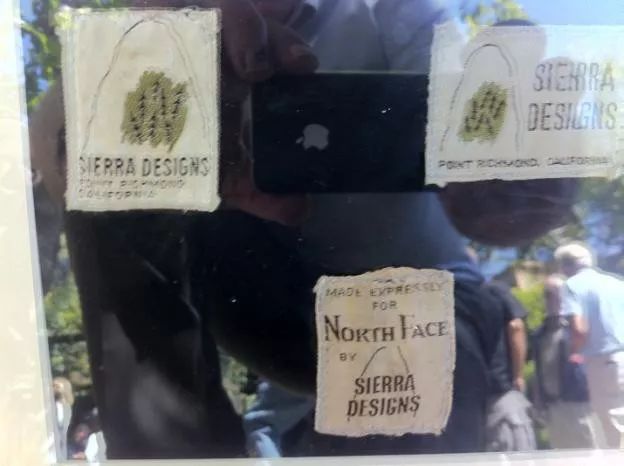 SIERRA DESIGNS
POINT RICHMOND
CALIFORNIA
SIERRA
DESIGNS
POINT RICHMOND, CALIFORNIA
MADE EXPRESSLY
FOR
NORTH FACE
BY
SIERRA
DESIGNS